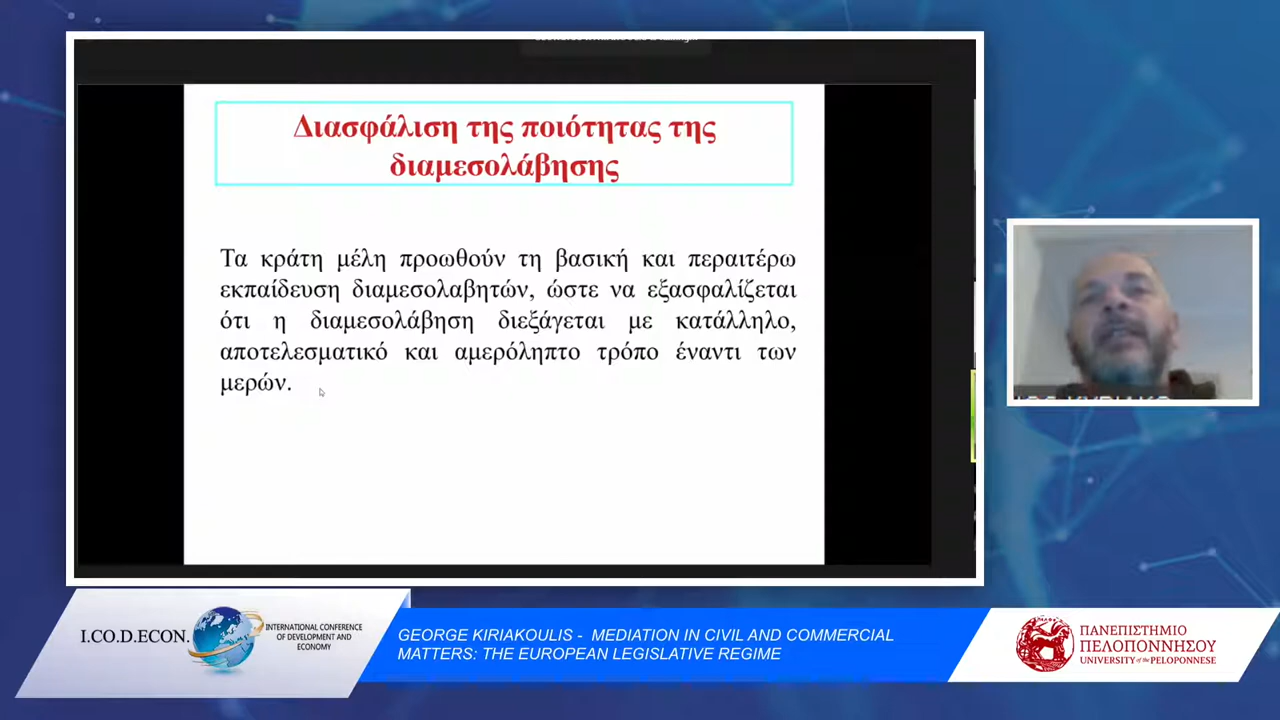 Διασφάλιση της ποιότητας της
διαμεσολάβησης
Τα κράτη μέλη προωθούν τη βασική και περαιτέρω
εκπαίδευση διαμεσολαβητών, ώστε να εξασφαλίζεται
ότι η διαμεσολάβηση διεξάγεται με κατάλληλο,
αποτελεσματικό και αμερόληπτο τρόπο έναντι των
μερών.
I.CO.D.ECON.
INTERNATIONAL CONFERENCE
OF DEVELOPMENT AND
ECONOMY
GEORGE KIRIAKOULIS - MEDIATION IN CIVIL AND COMMERCIAL
MATTERS: THE EUROPEAN LEGISLATIVE REGIME
ΠΑΝΕΠΙΣΤΗΜΙΟ
ΠΕΛΟΠΟΝΝΗΣΟΥ
UNIVERSITY of the PELOPONNESE